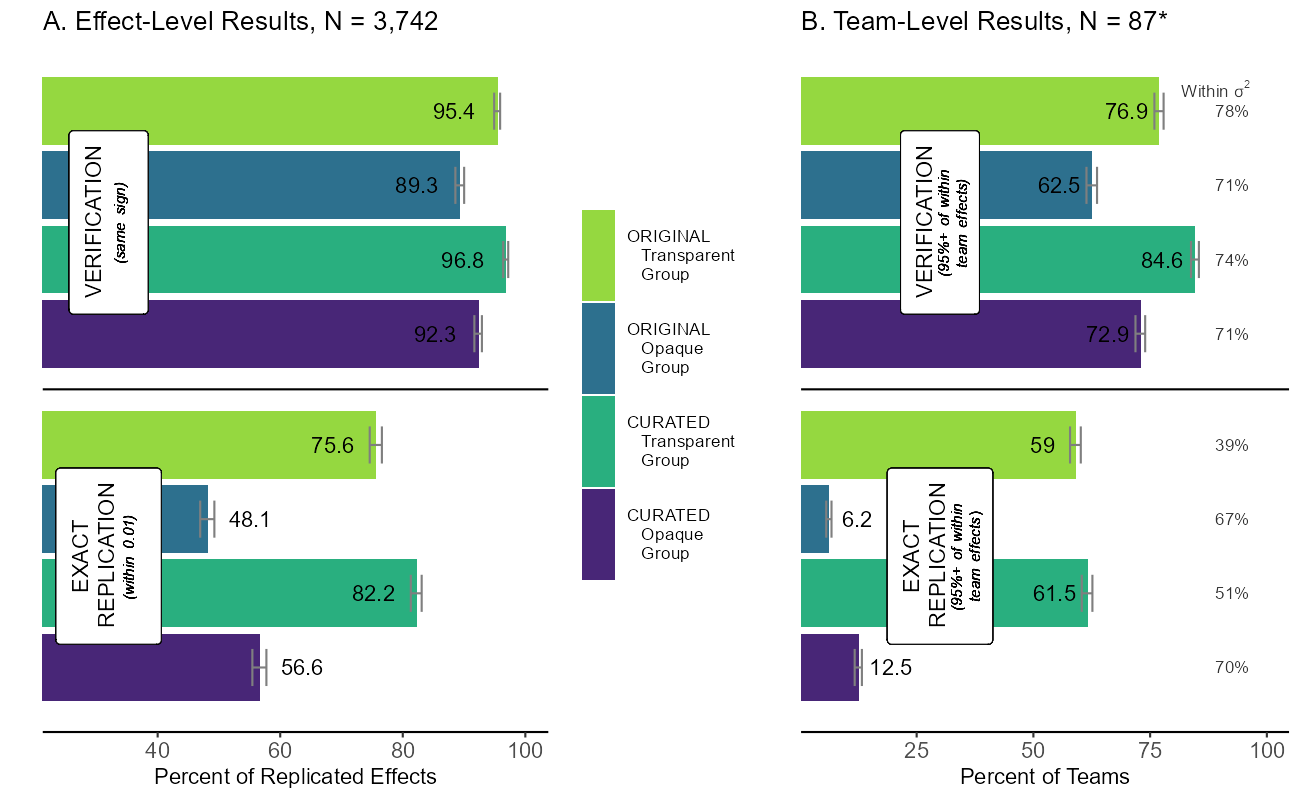 A. Effect-Level Results, N = 3,742
95.4
89.3
96.8
92.3
VERIFICATION
(same sign)
75.6
48.1
82.2
56.6
EXACT
REPLICATION
(within 0.01)
40 60 80 100
Percent of Replicated Effects
ORIGINAL
Transparent
Group
ORIGINAL
Opaque
Group
CURATED
Transparent
Group
CURATED
Opaque
Group
B. Team-Level Results, N = 87*
Within σ²
76.9 78%
62.5 71%
84.6 74%
72.9 71%
VERIFICATION
(95%+ of within
team effects)
59 39%
6.2 67%
61.5 51%
12.5 70%
EXACT
REPLICATION
(95%+ of within
team effects)
25 50 75 100
Percent of Teams